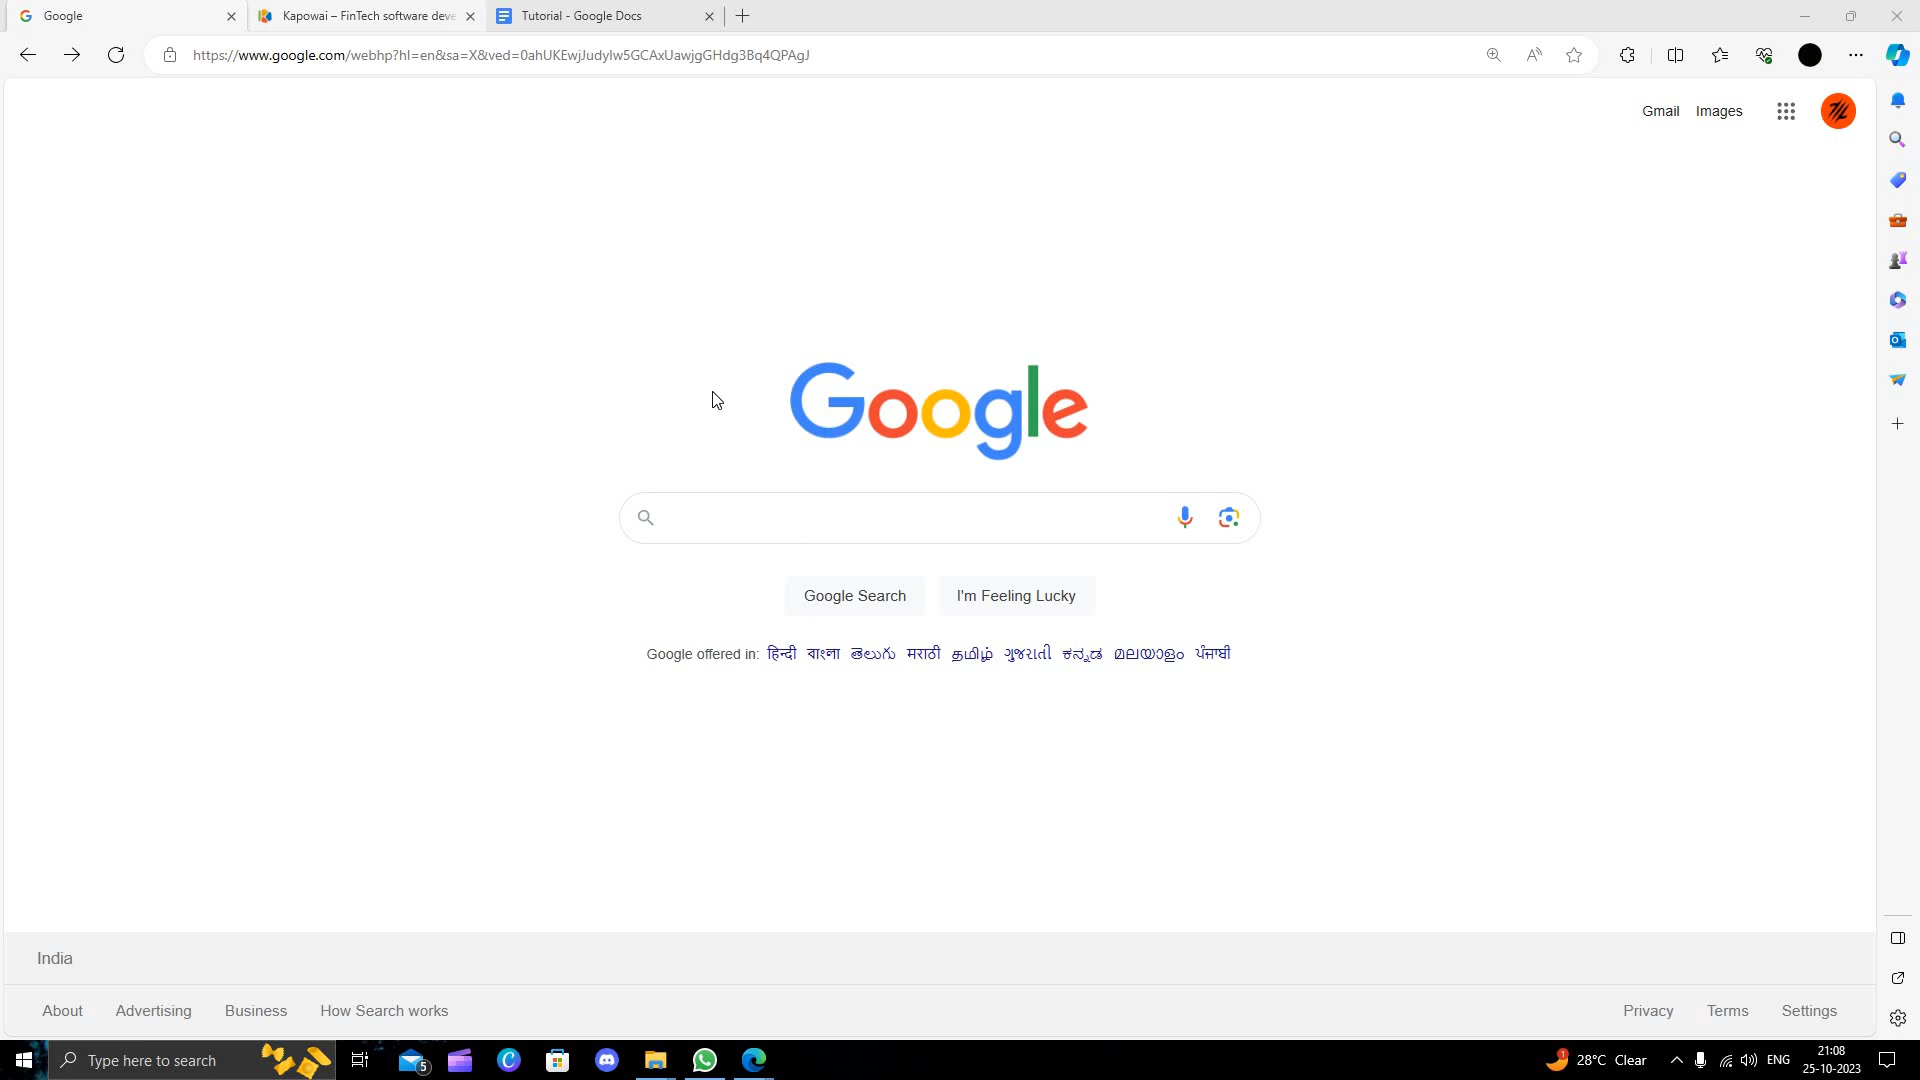 Google
Kapowai – FinTech software deve
Tutorial - Google Docs
https://www.google.com/webhp?hl=en&sa=X&ved=0ahUKEwjJudylw5GCAxUawjgGHdg3Bq4QPAgJ
Gmail Images
Google
Google Search I'm Feeling Lucky
Google offered in: हिन्दी বাংলা తెలుగు मराठी தமிழ் ગુજરાતી ಕನ್ನಡ മലയാളം ਪੰਜਾਬੀ
India
About Advertising Business How Search works Privacy Terms Settings
Type here to search 5 1 28°C Clear ENG 21:08
25-10-2023